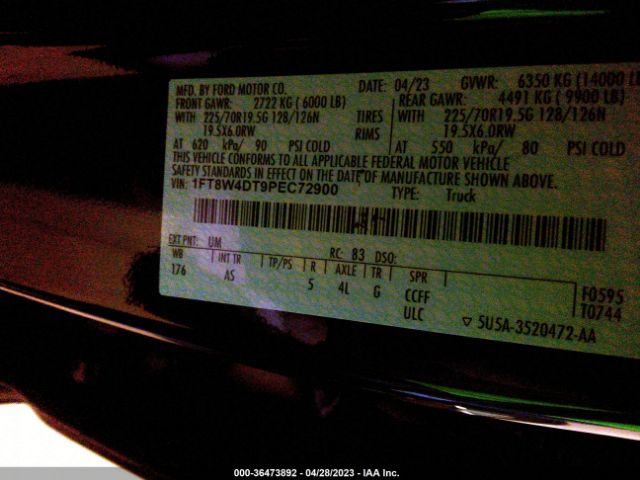 MFD. BY FORD MOTOR CO. DATE: 04/23 GVWR: 6350 KG (14000 LB
FRONT GAWR: 2722 KG ( 6000 LB) REAR GAWR: 4491 KG ( 9900 LB)
WITH 225/70R19.5G 128/126N TIRES WITH 225/70R19.5G 128/126N
19.5X6.0RW RIMS 19.5X6.0RW
AT 620 kPa/ 90 PSI COLD AT 550 kPa/ 80 PSI COLD
THIS VEHICLE CONFORMS TO ALL APPLICABLE FEDERAL MOTOR VEHICLE
SAFETY STANDARDS IN EFFECT ON THE DATE OF MANUFACTURE SHOWN ABOVE.
VIN: 1FT8W4DT9PEC72900 TYPE: Truck
EXT PNT: UM RC: 83 DSO:
WB INT TR TP/PS R AXLE TR SPR
176 AS 5 4L G CCFF
ULC
F0595
T0744
5U5A-3520472-AA
000-36473892 - 04/28/2023 - IAA Inc.